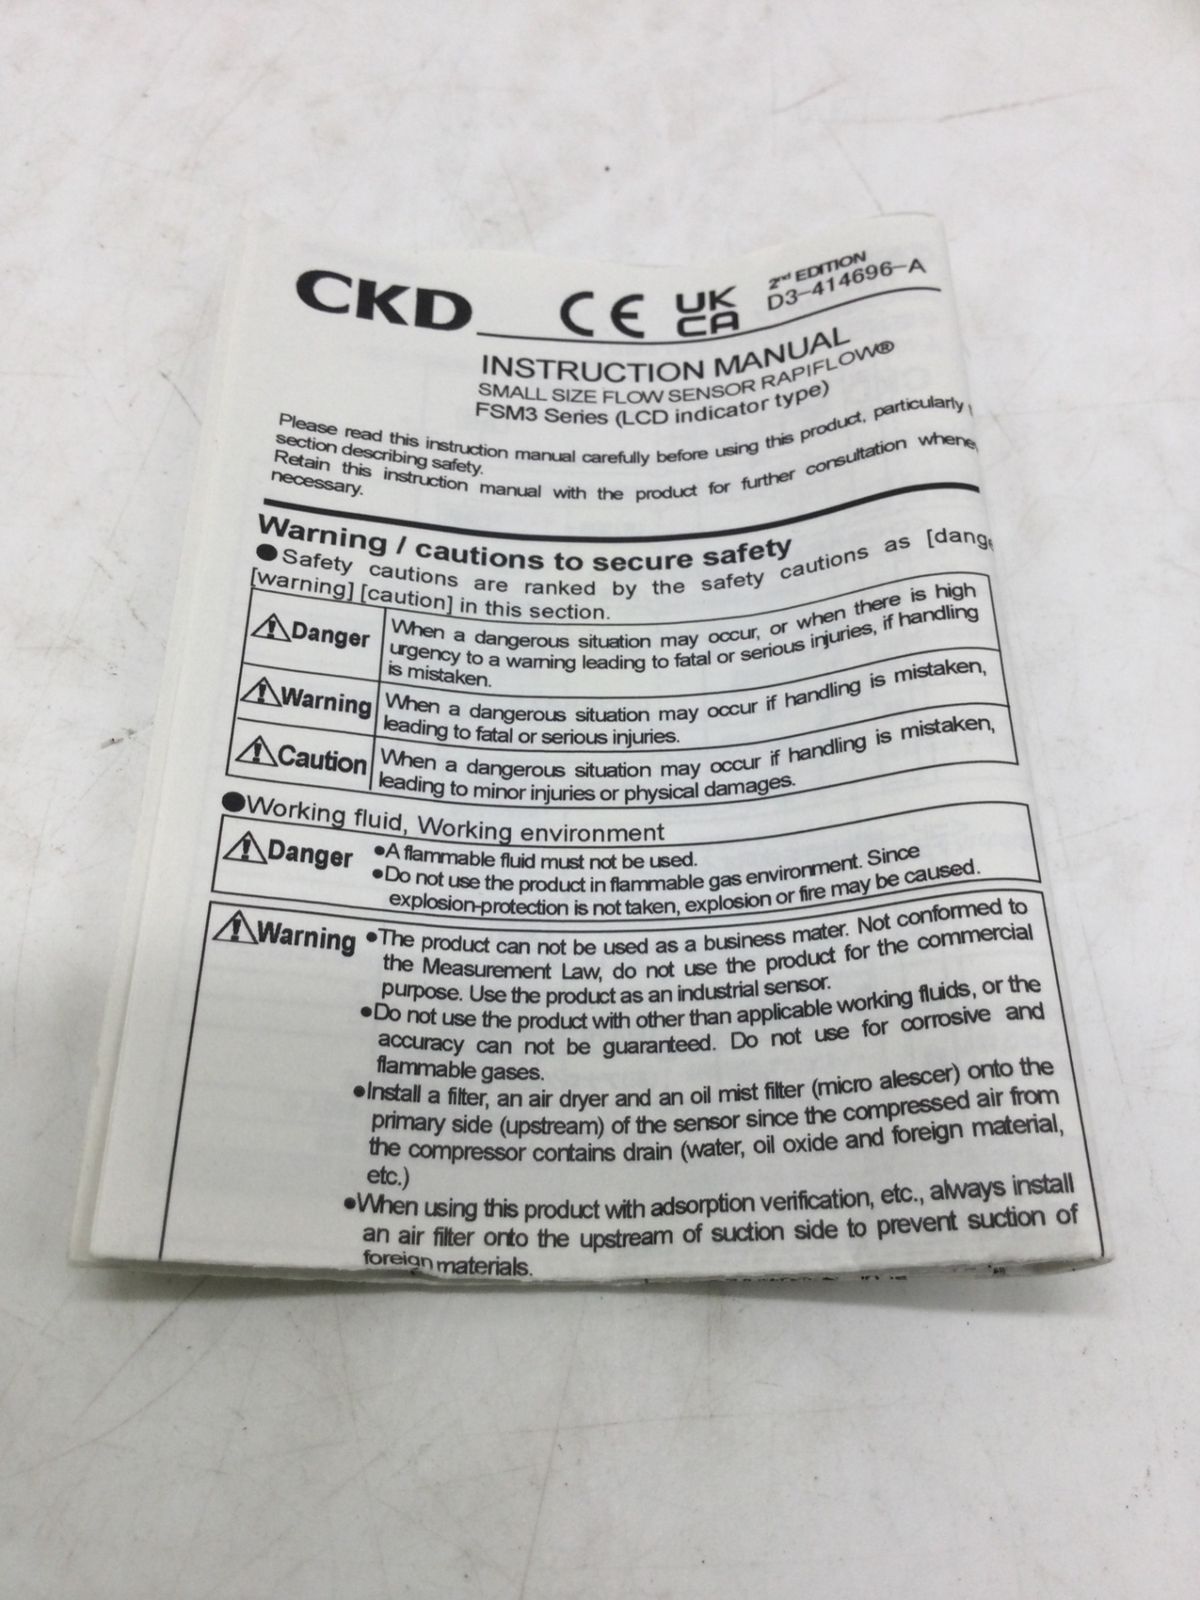 CKD
CE
UK
CA
2nd EDITION
D3-414696-A
INSTRUCTION MANUAL
SMALL SIZE FLOW SENSOR RAPIFLOW®
FSM3 Series (LCD indicator type)
Please read this instruction manual carefully before using this product, particularly
section describing safety.
Retain this instruction manual with the product for further consultation whene
necessary.
Warning / cautions to secure safety
●Safety cautions are ranked by the safety cautions as [dang
[warning] [caution] in this section.
⚠Danger
When a dangerous situation may occur, or when there is high
urgency to a warning leading to fatal or serious injuries, if handling
is mistaken.
⚠Warning
When a dangerous situation may occur if handling is mistaken,
leading to fatal or serious injuries.
⚠Caution
When a dangerous situation may occur if handling is mistaken,
leading to minor injuries or physical damages.
●Working fluid, Working environment
⚠Danger
●A flammable fluid must not be used.
●Do not use the product in flammable gas environment. Since
explosion-protection is not taken, explosion or fire may be caused.
⚠Warning
●The product can not be used as a business mater. Not conformed to
the Measurement Law, do not use the product for the commercial
purpose. Use the product as an industrial sensor.
●Do not use the product with other than applicable working fluids, or the
accuracy can not be guaranteed. Do not use for corrosive and
flammable gases.
●Install a filter, an air dryer and an oil mist filter (micro alescer) onto the
primary side (upstream) of the sensor since the compressed air from
the compressor contains drain (water, oil oxide and foreign material,
etc.)
●When using this product with adsorption verification, etc., always install
an air filter onto the upstream of suction side to prevent suction of
foreign materials.